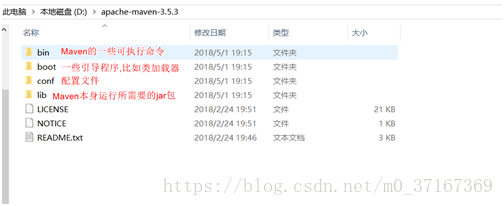 此电脑 > 本地磁盘 (D:) > apache-maven-3.5.3
名称 修改日期 类型 大小
bin Maven的一些可执行命令 2018/5/1 19:15 文件夹
boot 一些引导程序,比如类加载器 2018/5/1 19:15 文件夹
conf 配置文件 2018/5/1 19:15 文件夹
lib Maven本身运行所需要的jar包 2018/5/1 19:15 文件夹
LICENSE 2018/2/24 19:51 文件 21 KB
NOTICE 2018/2/24 19:51 文件 1 KB
README.txt 2018/2/24 19:46 文本文档 3 KB
https://blog.csdn.net/m0_37167369